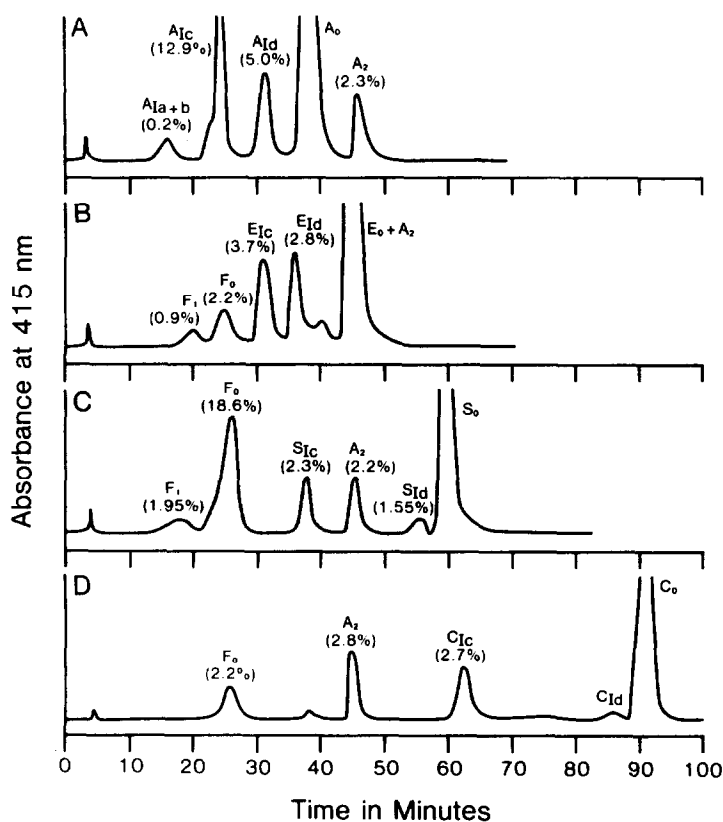 A
AIc
(12.9%)
AId
(5.0%)
A0
A2
(2.3%)
AIa+b
(0.2%)
B
EIc
(3.7%)
EId
(2.8%)
E0 + A2
F0
(2.2%)
F1
(0.9%)
C
F0
(18.6%)
S0
SIc
(2.3%)
A2
(2.2%)
F1
(1.95%)
SId
(1.55%)
D
C0
A2
(2.8%)
CIc
(2.7%)
F0
(2.2%)
CId
Absorbance at 415 nm
0 10 20 30 40 50 60 70 80 90 100
Time in Minutes